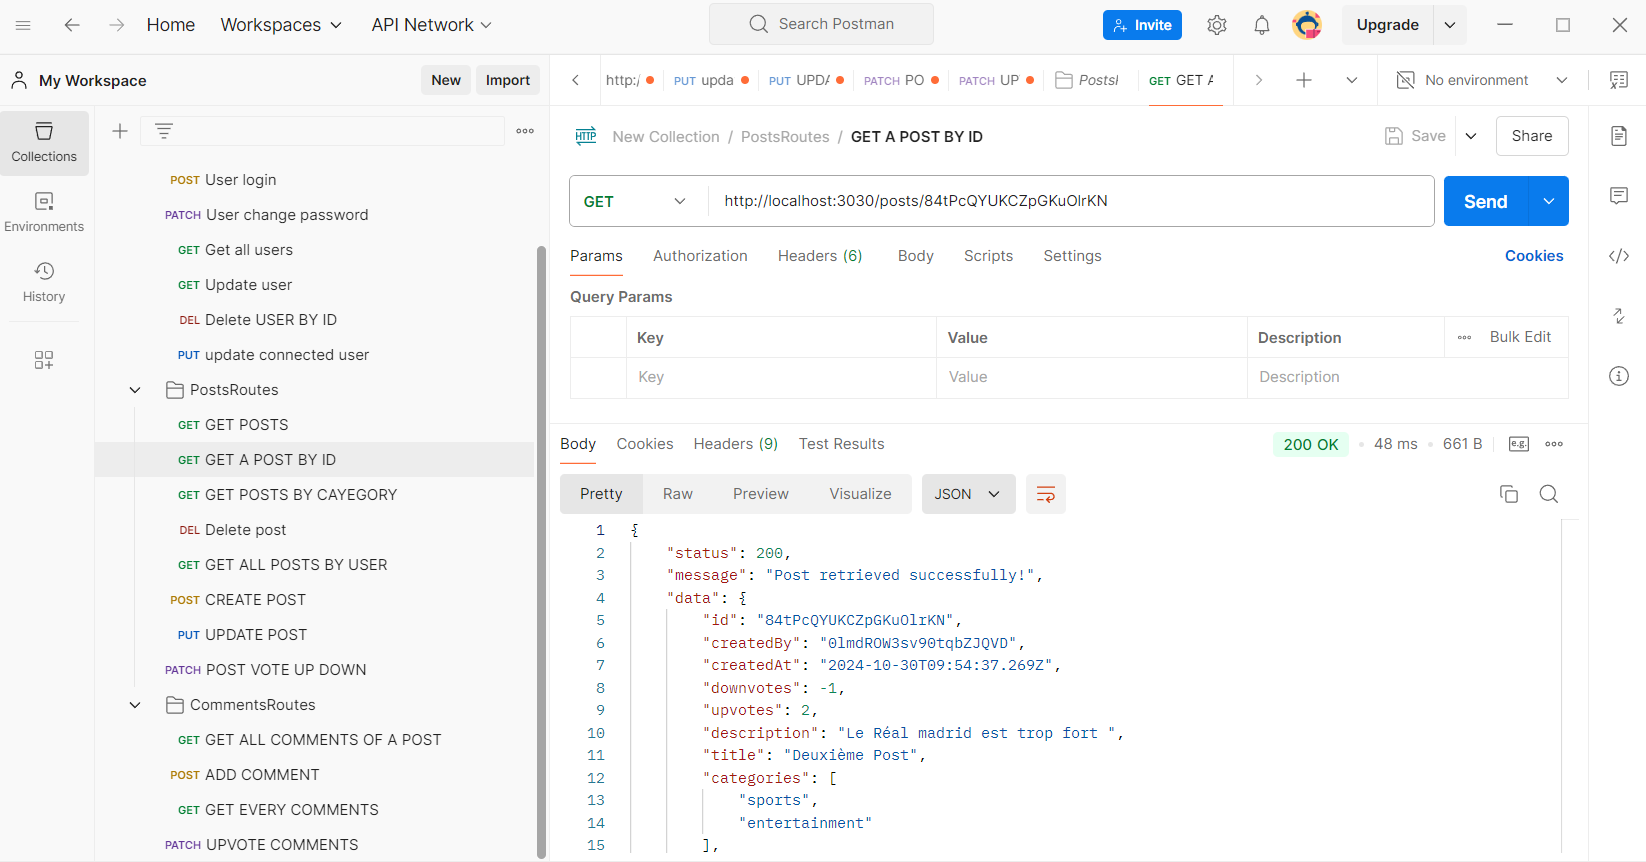 Home Workspaces API Network Search Postman Invite Upgrade
My Workspace New Import
http:/ PUT upda PUT UPDA PATCH PO PATCH UP Posts GET GET A No environment
Collections
Environments
History
POST User login
PATCH User change password
GET Get all users
GET Update user
DEL Delete USER BY ID
PUT update connected user
PostsRoutes
GET GET POSTS
GET GET A POST BY ID
GET GET POSTS BY CAYEGORY
DEL Delete post
GET GET ALL POSTS BY USER
POST CREATE POST
PUT UPDATE POST
PATCH POST VOTE UP DOWN
CommentsRoutes
GET GET ALL COMMENTS OF A POST
POST ADD COMMENT
GET GET EVERY COMMENTS
PATCH UPVOTE COMMENTS
HTTP New Collection / PostsRoutes / GET A POST BY ID Save Share
GET http://localhost:3030/posts/84tPcQYUKCZpGKuOlrKN Send
Params Authorization Headers (6) Body Scripts Settings Cookies
Query Params
Key Value Description Bulk Edit
Key Value Description
Body Cookies Headers (9) Test Results 200 OK 48 ms 661 B e.g.
Pretty Raw Preview Visualize JSON
1 {
2 "status": 200,
3 "message": "Post retrieved successfully!",
4 "data": {
5 "id": "84tPcQYUKCZpGKuOlrKN",
6 "createdBy": "0lmdROW3sv90tqbZJQVD",
7 "createdAt": "2024-10-30T09:54:37.269Z",
8 "downvotes": -1,
9 "upvotes": 2,
10 "description": "Le Réal madrid est trop fort ",
11 "title": "Deuxième Post",
12 "categories": [
13 "sports",
14 "entertainment"
15 ],